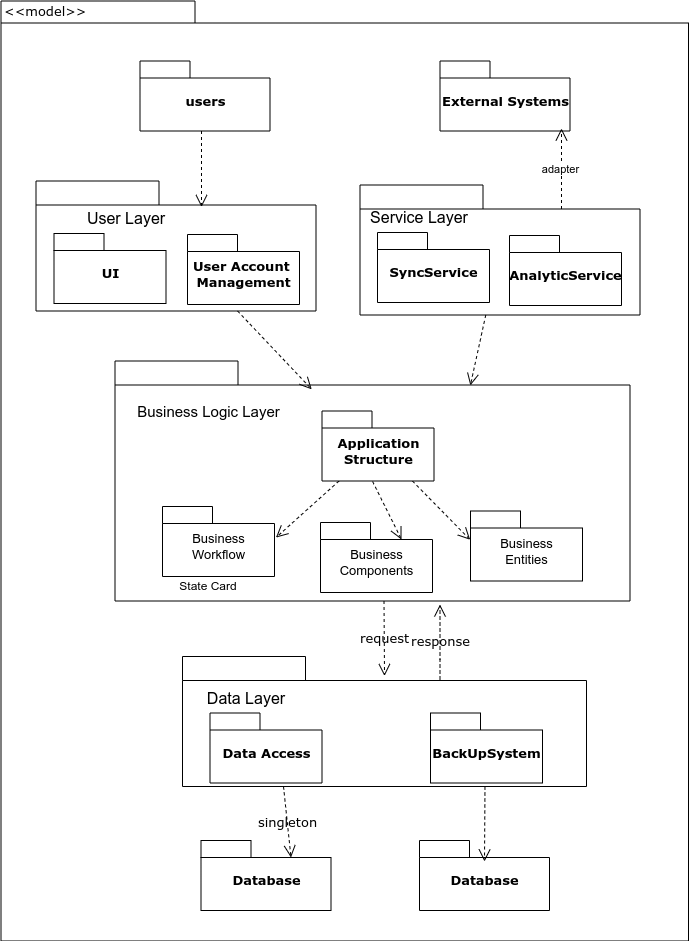 <<model>>
users
External Systems
adapter
User Layer
UI
User Account
Management
Service Layer
SyncService
AnalyticService
Business Logic Layer
Application
Structure
Business
Workflow
State Card
Business
Components
Business
Entities
request
response
Data Layer
Data Access
BackUpSystem
singleton
Database
Database